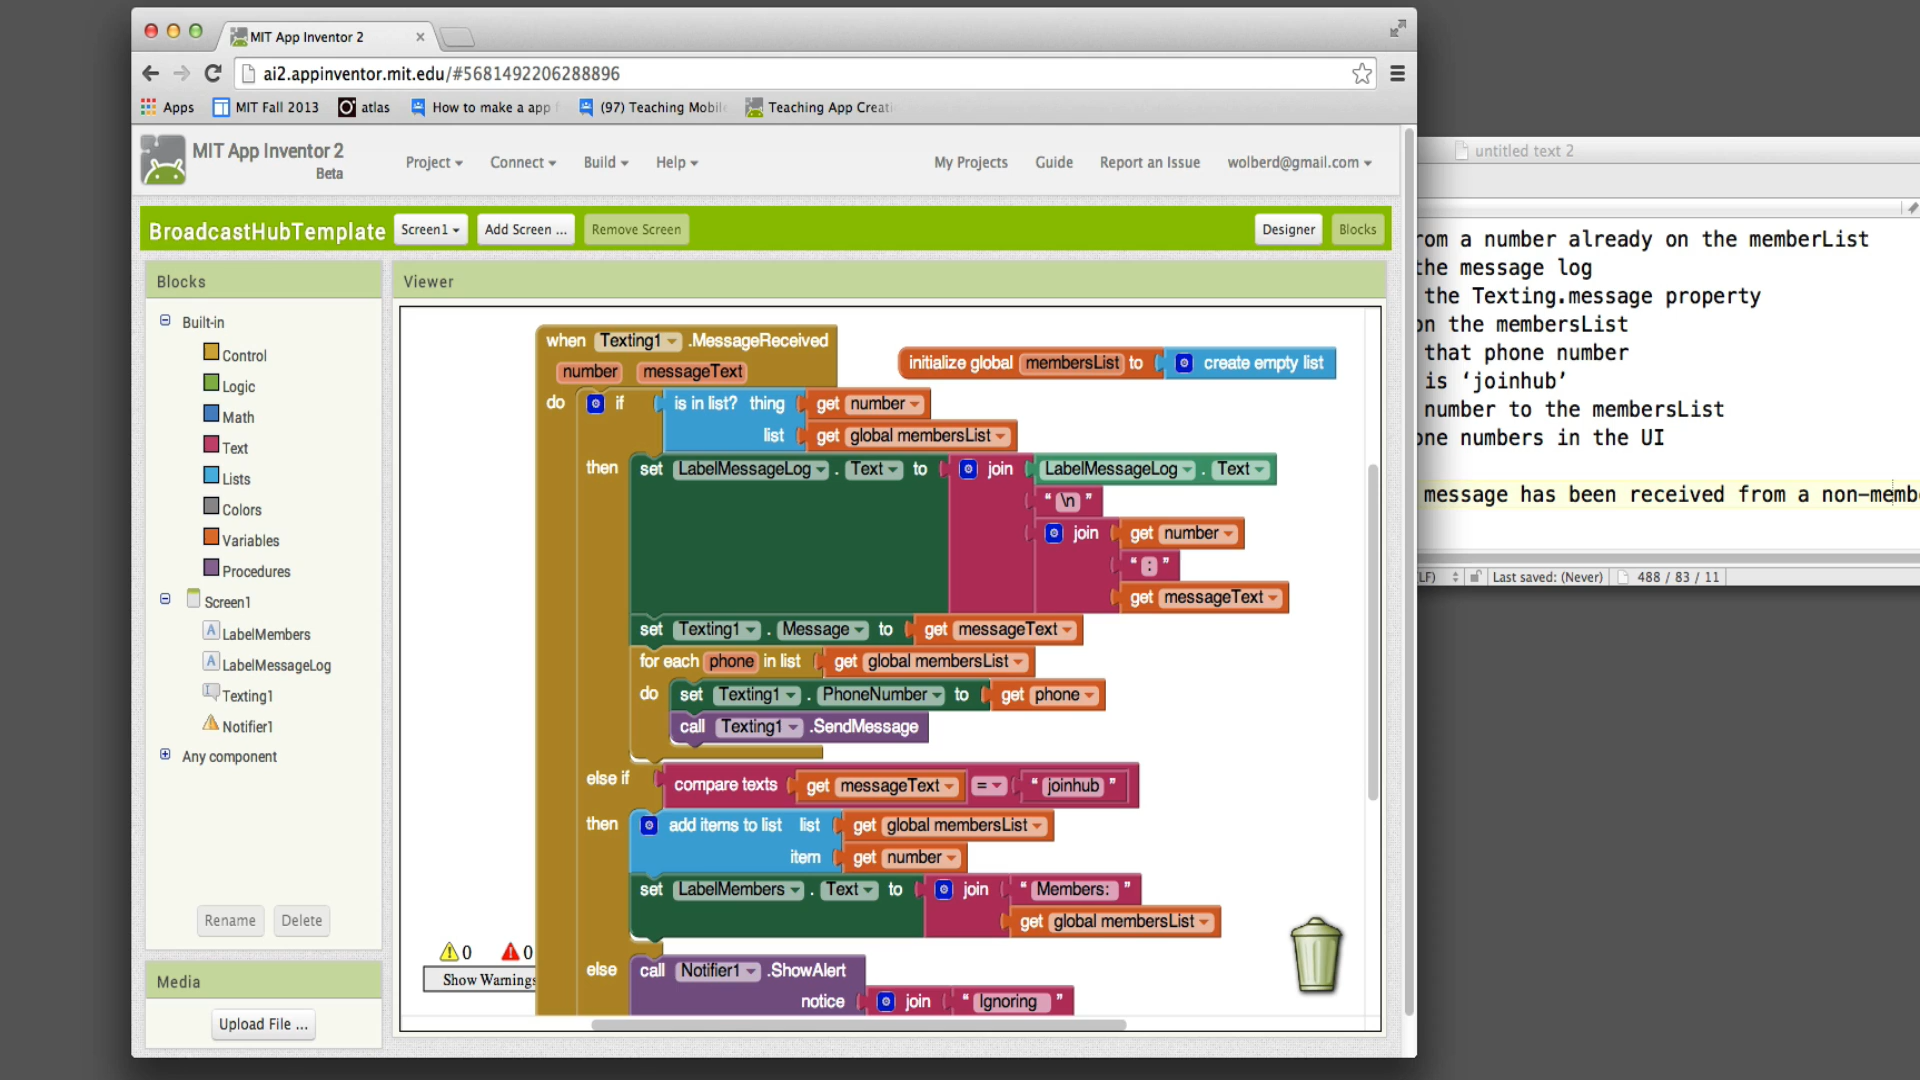 MIT App Inventor 2
ai2.appinventor.mit.edu/#5681492206288896
Apps MIT Fall 2013 atlas How to make a app (97) Teaching Mobil Teaching App Creati
MIT App Inventor 2
Beta
Project Connect Build Help My Projects Guide Report an Issue wolberd@gmail.com
BroadcastHubTemplate Screen1 Add Screen ... Remove Screen Designer Blocks
Blocks
Built-in
Control
Logic
Math
Text
Lists
Colors
Variables
Procedures
Screen1
LabelMembers
LabelMessageLog
Texting1
Notifier1
Any component
Rename Delete
Media
Upload File ...
Viewer
when Texting1 .MessageReceived
number messageText
initialize global membersList to create empty list
do if is in list? thing get number
list get global membersList
then set LabelMessageLog . Text to join LabelMessageLog . Text
" \n "
join get number
" : "
get messageText
set Texting1 . Message to get messageText
for each phone in list get global membersList
do set Texting1 . PhoneNumber to get phone
call Texting1 .SendMessage
else if compare texts get messageText = " joinhub "
then add items to list list get global membersList
item get number
set LabelMembers . Text to join " Members: "
get global membersList
else call Notifier1 .ShowAlert
notice join " Ignoring "
0 0
Show Warnings
untitled text 2
om a number already on the memberList
the message log
the Texting.message property
on the membersList
that phone number
is ‘joinhub’
number to the membersList
one numbers in the UI
message has been received from a non-memb
LF) Last saved: (Never) 488 / 83 / 11